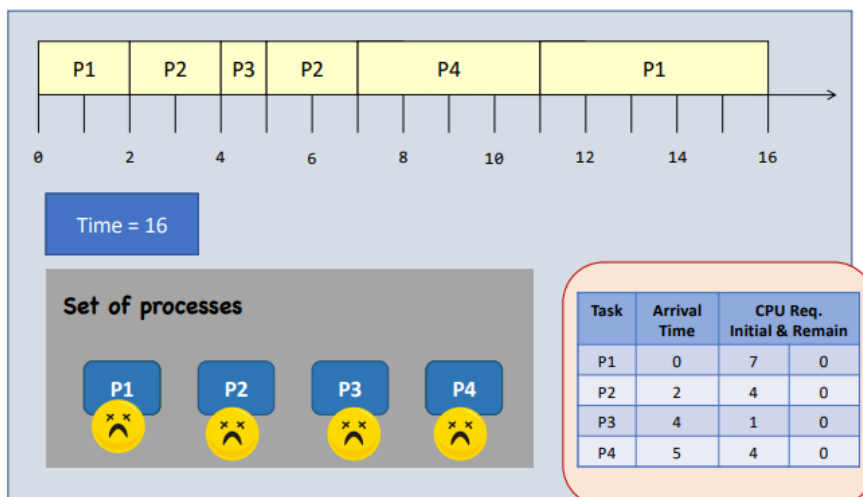 P1 P2 P3 P2 P4 P1
0 2 4 6 8 10 12 14 16
Time = 16
Set of processes
P1 P2 P3 P4
Task Arrival Time CPU Req. Initial & Remain
P1 0 7 0
P2 2 4 0
P3 4 1 0
P4 5 4 0